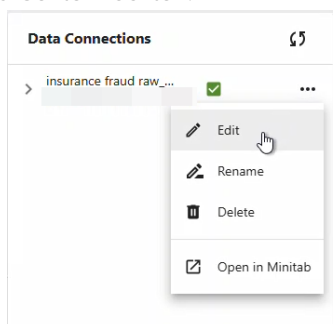 Data Connections
insurance fraud raw_...
Edit
Rename
Delete
Open in Minitab